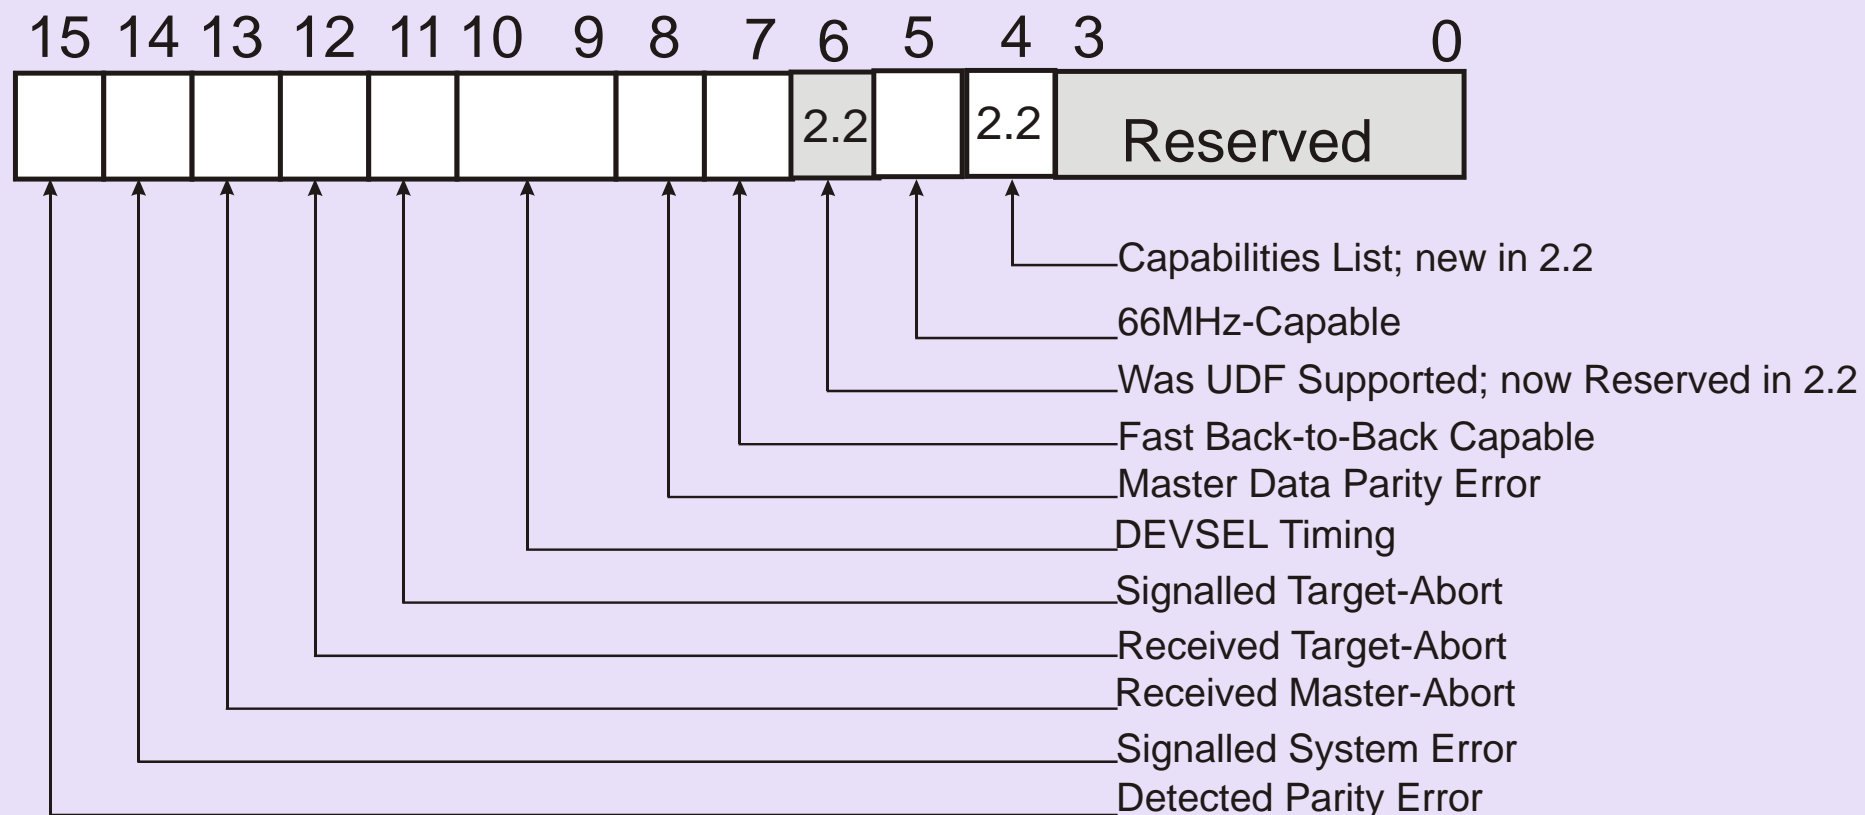 15 14 13 12 11 10 9 8 7 6 5 4 3 0
2.2 2.2 Reserved
Capabilities List; new in 2.2
66MHz-Capable
Was UDF Supported; now Reserved in 2.2
Fast Back-to-Back Capable
Master Data Parity Error
DEVSEL Timing
Signalled Target-Abort
Received Target-Abort
Received Master-Abort
Signalled System Error
Detected Parity Error